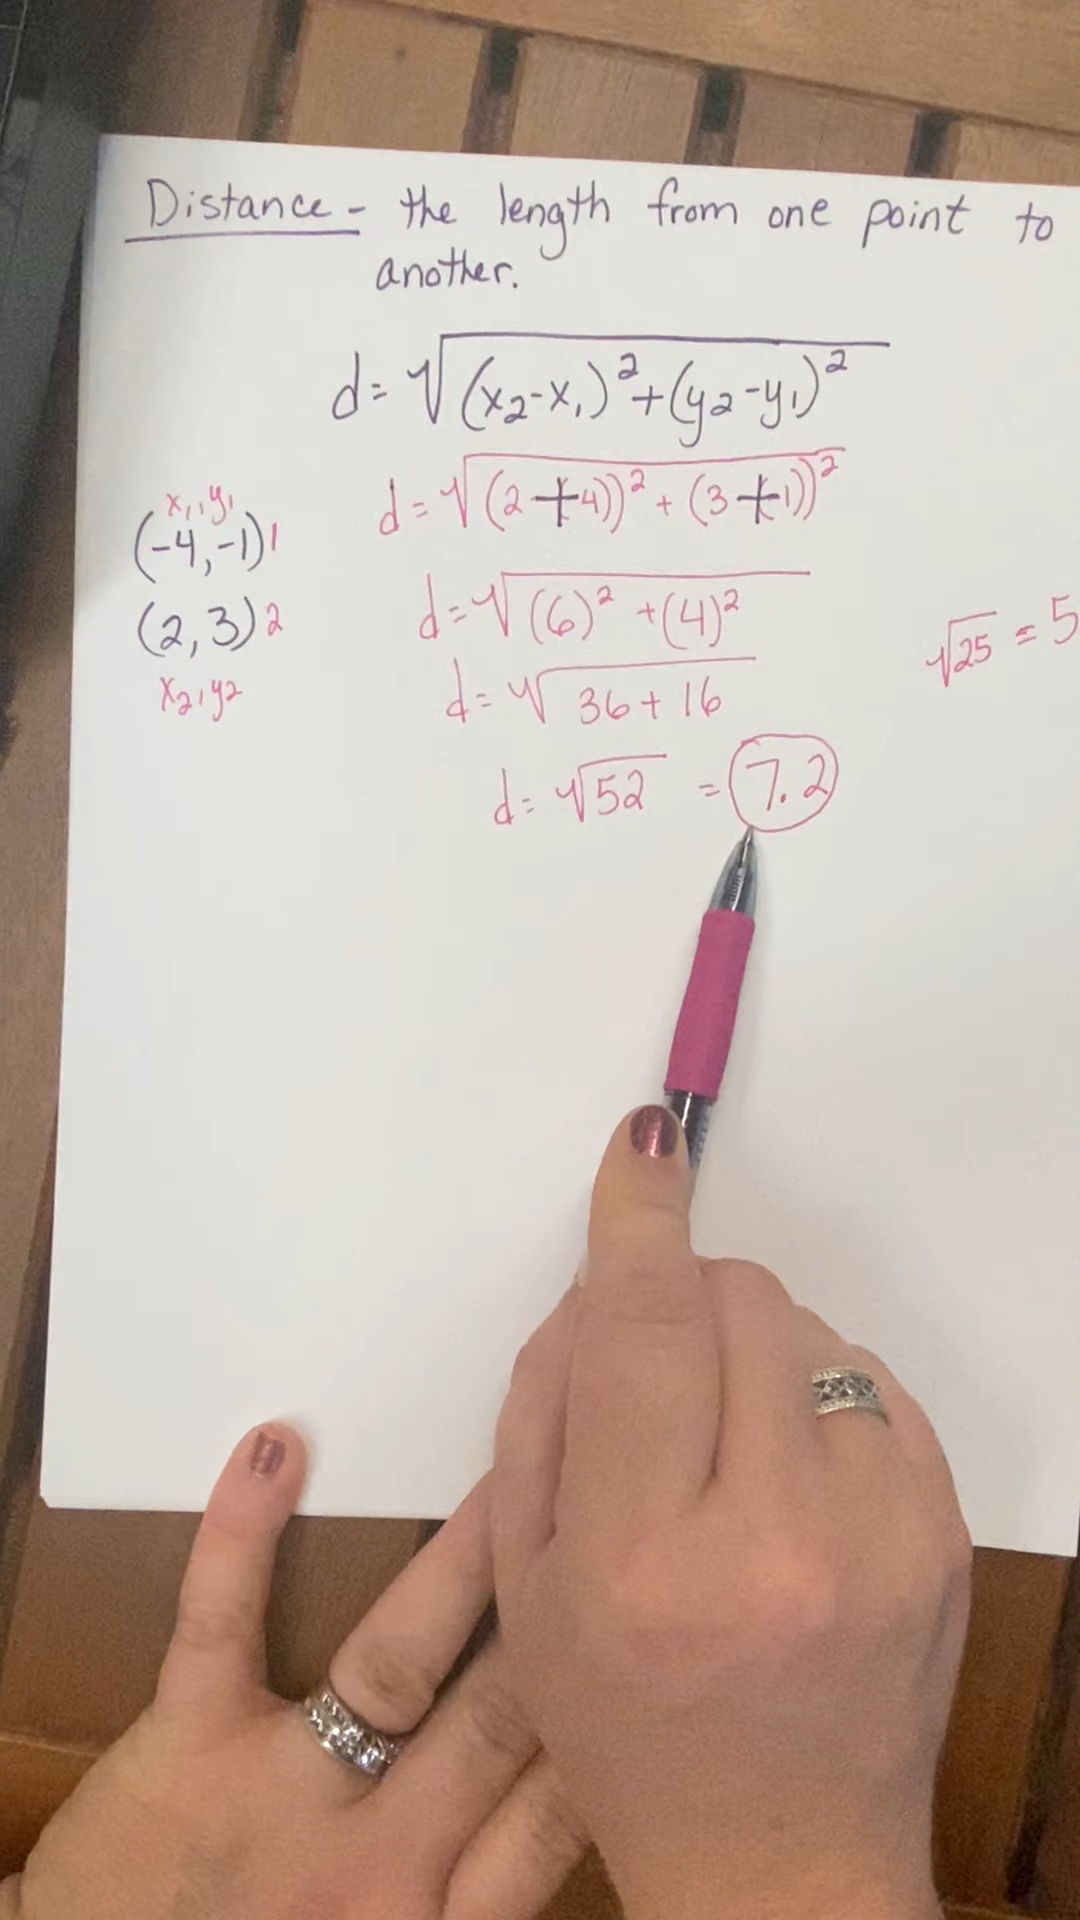 Distance - the length from one point to
another.
d = √(x₂-x₁)²+(y₂-y₁)²
d = √(2+(+4))² + (3+(+1))²
x₁, y₁
(-4,-1) 1
d = √(6)² + (4)²
(2, 3) 2
√25 = 5
x₂, y₂
d = √36 + 16
d = √52 = 7.2